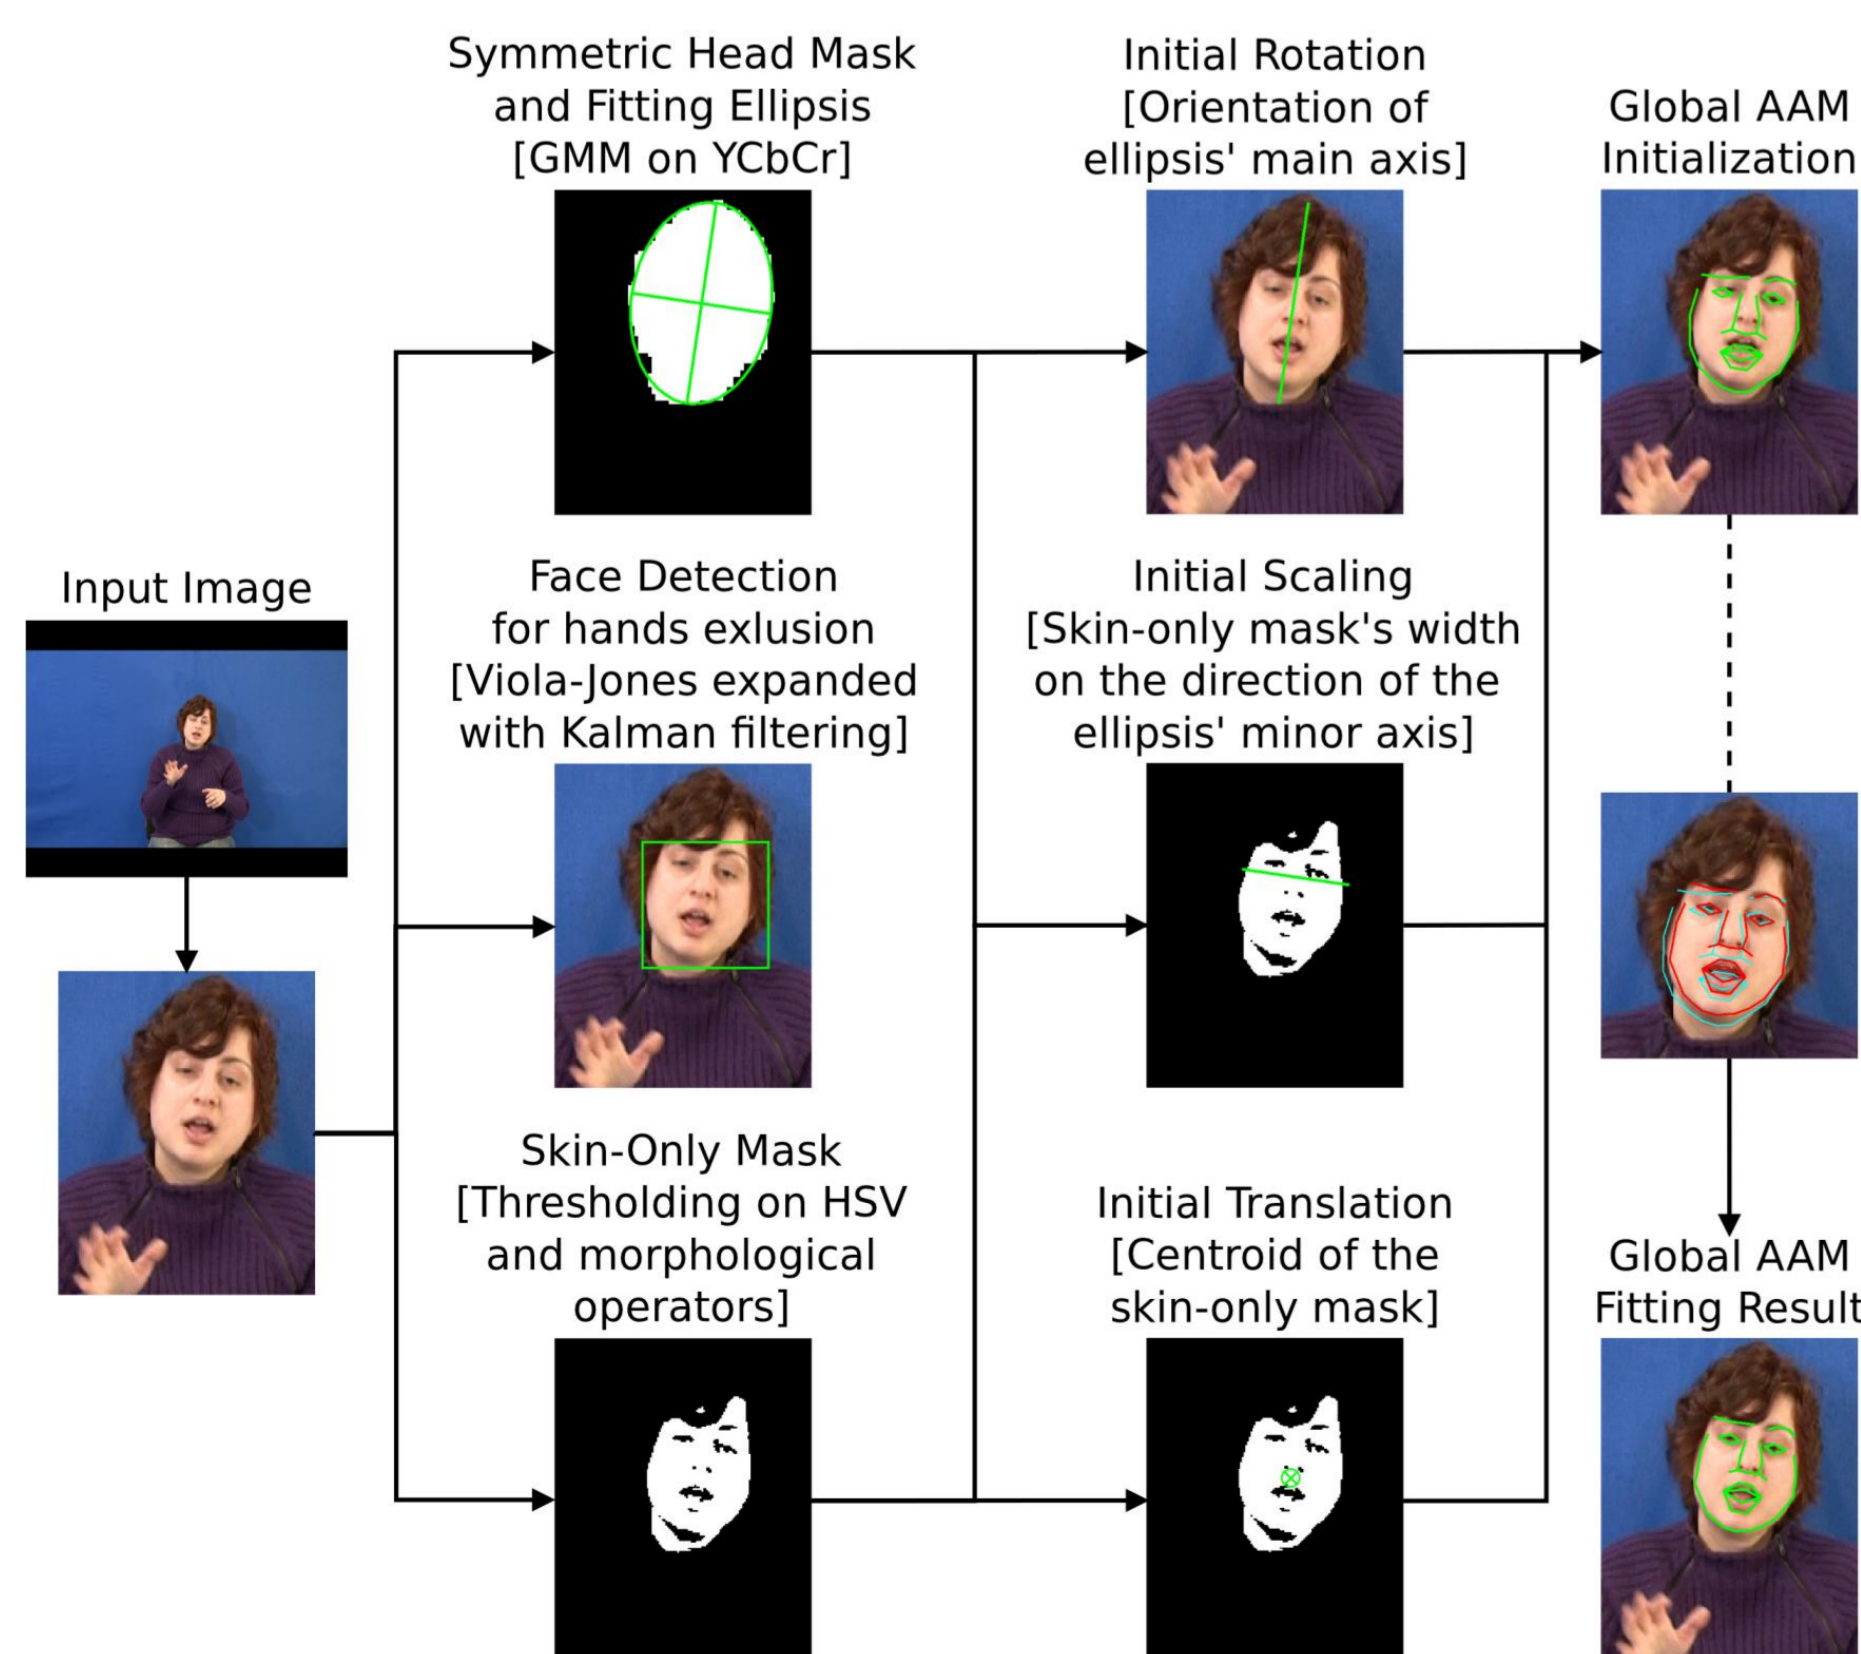 Symmetric Head Mask
and Fitting Ellipsis
[GMM on YCbCr]
Initial Rotation
[Orientation of
ellipsis' main axis]
Global AAM
Initialization
Input Image
Face Detection
for hands exlusion
[Viola-Jones expanded
with Kalman filtering]
Initial Scaling
[Skin-only mask's width
on the direction of the
ellipsis' minor axis]
Skin-Only Mask
[Thresholding on HSV
and morphological
operators]
Initial Translation
[Centroid of the
skin-only mask]
Global AAM
Fitting Result